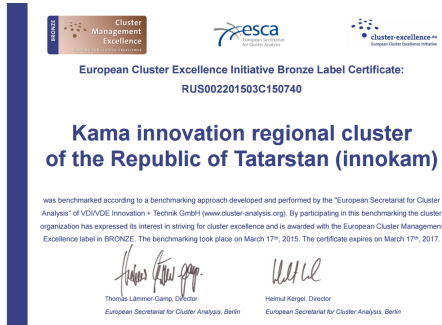 BRONZE
Cluster
Management
Excellence
esca
European Secretariat
for Cluster Analysis
cluster-excellence.eu
European Cluster Excellence Initiative
European Cluster Excellence Initiative Bronze Label Certificate:
RUS002201503C150740
Kama innovation regional cluster
of the Republic of Tatarstan (innokam)
was benchmarked according to a benchmarking approach developed and performed by the "European Secretariat for Cluster
Analysis" of VDI/VDE Innovation + Technik GmbH (www.cluster-analysis.org). By participating in this benchmarking the cluster
organization has expressed its interest in striving for cluster excellence and is awarded with the European Cluster Management
Excellence label in BRONZE. The benchmarking took place on March 17th, 2015. The certificate expires on March 17th, 2017.
Thomas Lämmer-Gamp, Director
Helmut Kergel, Director
European Secretariat for Cluster Analysis, Berlin
European Secretariat for Cluster Analysis, Berlin